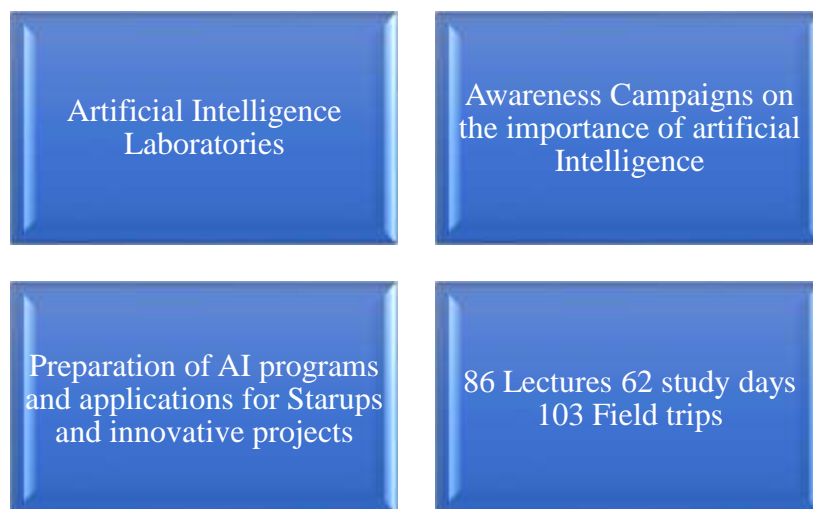 Artificial Intelligence
Laboratories
Awareness Campaigns on
the importance of artificial
Intelligence
Preparation of AI programs
and applications for Starups
and innovative projects
86 Lectures 62 study days
103 Field trips